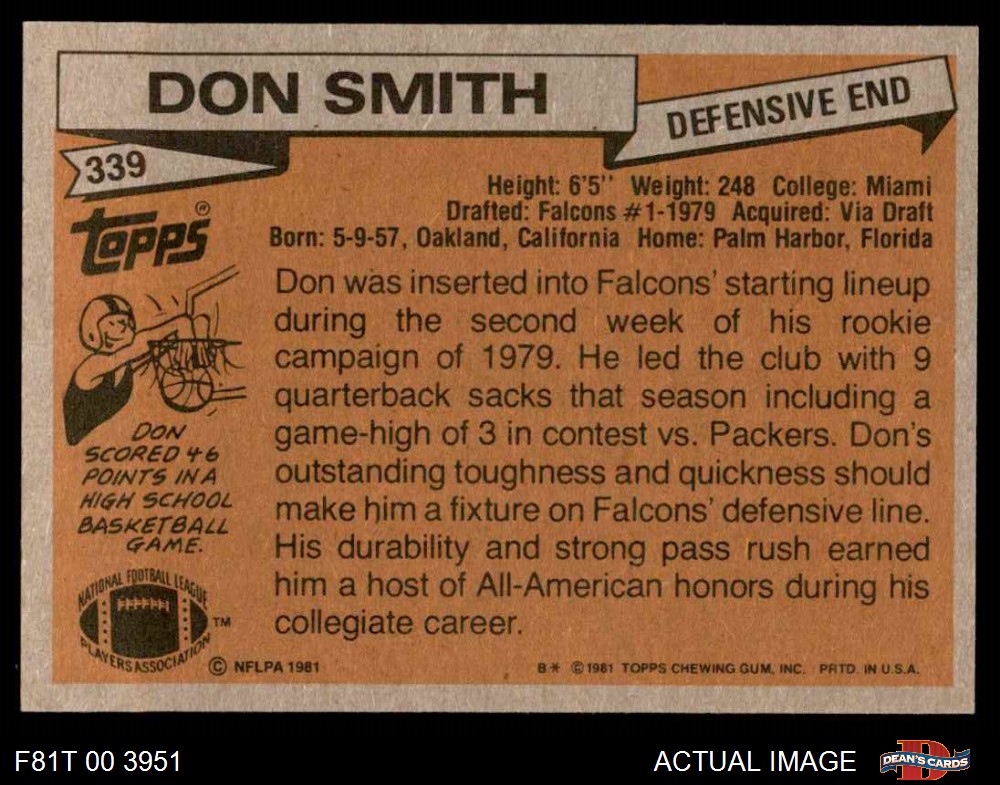 DON SMITH
DEFENSIVE END
339
TOPPS®
Height: 6'5'' Weight: 248 College: Miami
Drafted: Falcons #1-1979 Acquired: Via Draft
Born: 5-9-57, Oakland, California Home: Palm Harbor, Florida
Don was inserted into Falcons' starting lineup
during the second week of his rookie
campaign of 1979. He led the club with 9
quarterback sacks that season including a
game-high of 3 in contest vs. Packers. Don's
outstanding toughness and quickness should
make him a fixture on Falcons' defensive line.
His durability and strong pass rush earned
him a host of All-American honors during his
collegiate career.
DON
SCORED 46
POINTS IN A
HIGH SCHOOL
BASKETBALL
GAME.
NATIONAL FOOTBALL LEAGUE
PLAYERS ASSOCIATION
TM
© NFLPA 1981
B* © 1981 TOPPS CHEWING GUM, INC. PRTD. IN U.S.A.
F81T 00 3951
ACTUAL IMAGE
D
DEAN'S CARDS